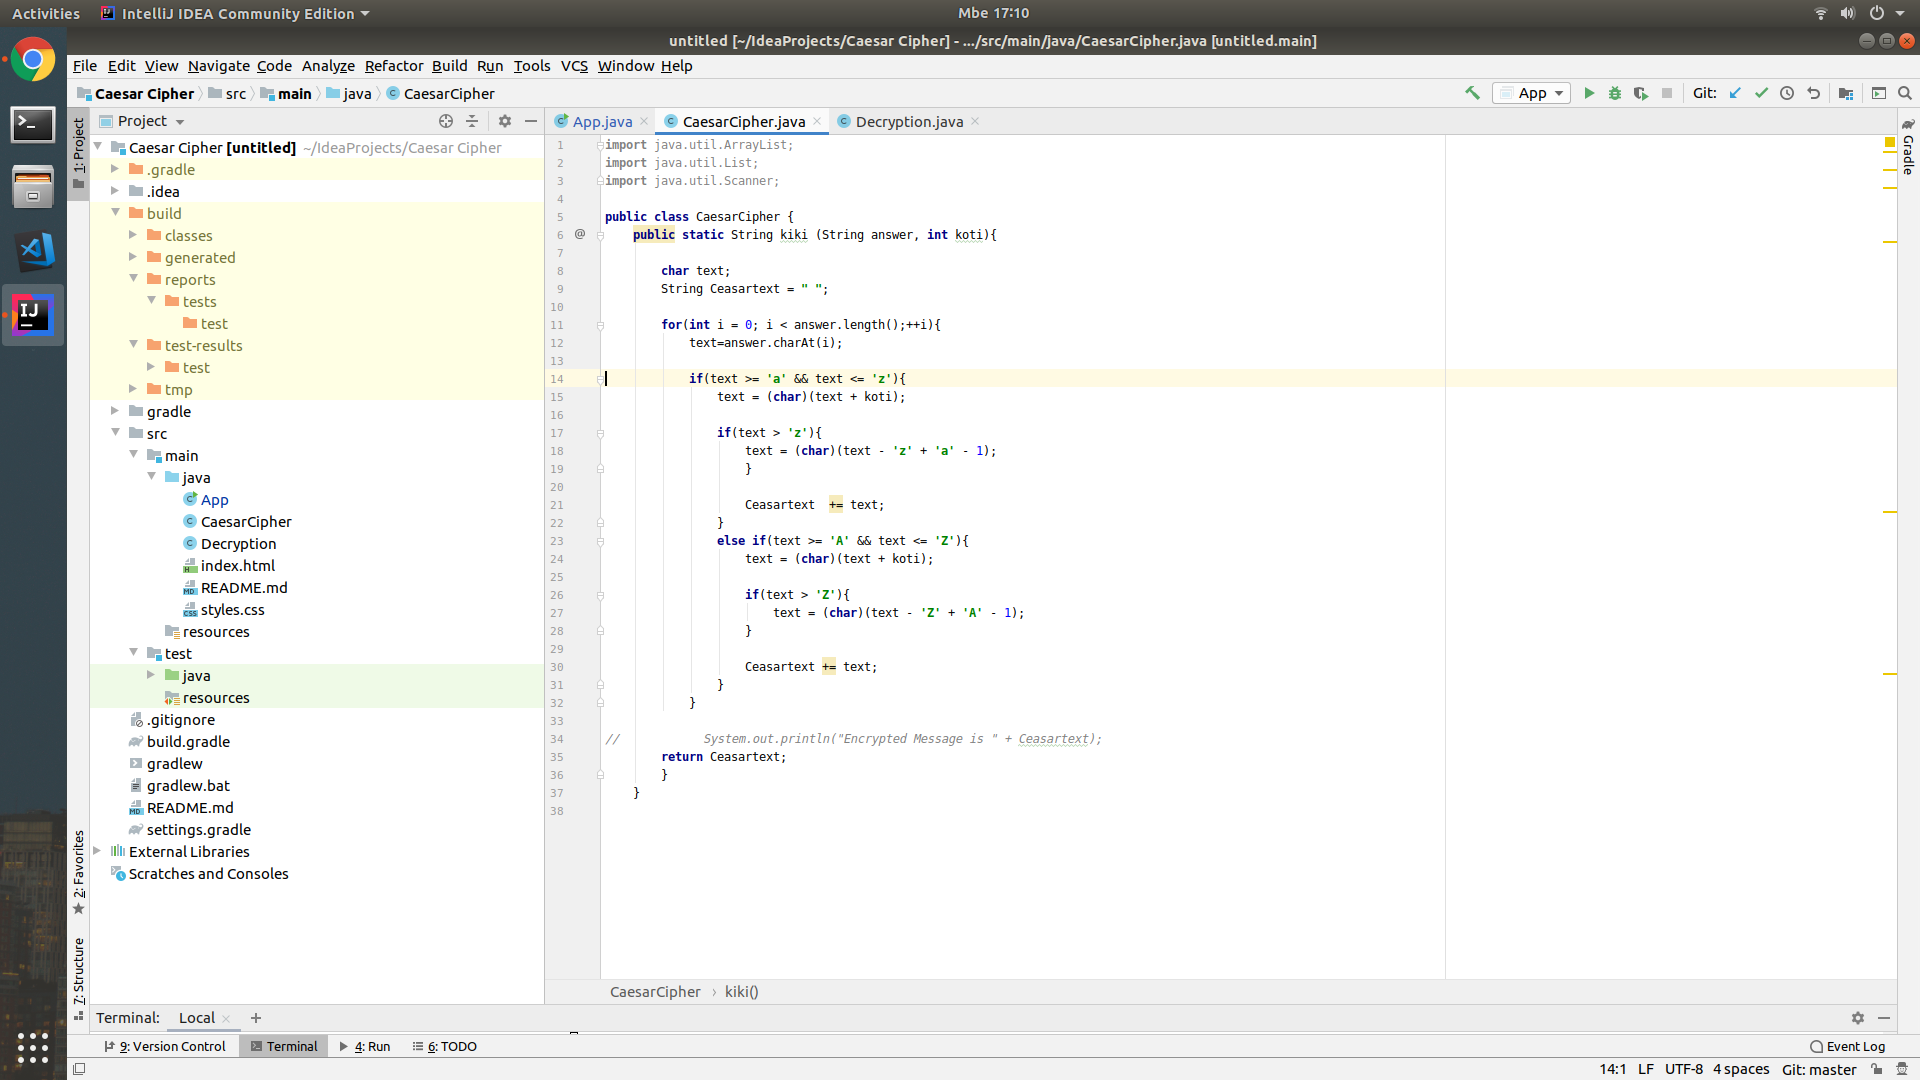 Activities IntelliJ IDEA Community Edition Mbe 17:10
untitled [~/IdeaProjects/Caesar Cipher] - .../src/main/java/CaesarCipher.java [untitled.main]
File Edit View Navigate Code Analyze Refactor Build Run Tools VCS Window Help
Caesar Cipher src main java CaesarCipher App Git:
1: Project
Project
Caesar Cipher [untitled] ~/IdeaProjects/Caesar Cipher
.gradle
.idea
build
classes
generated
reports
tests
test
test-results
test
tmp
gradle
src
main
java
App
CaesarCipher
Decryption
index.html
README.md
styles.css
resources
test
java
resources
.gitignore
build.gradle
gradlew
gradlew.bat
README.md
settings.gradle
External Libraries
Scratches and Consoles
2: Favorites
7: Structure
App.java CaesarCipher.java Decryption.java
Gradle
1 import java.util.ArrayList;
2 import java.util.List;
3 import java.util.Scanner;
4
5 public class CaesarCipher {
6 @ public static String kiki (String answer, int koti){
7
8 char text;
9 String Ceasartext = " ";
10
11 for(int i = 0; i < answer.length();++i){
12 text=answer.charAt(i);
13
14 if(text >= 'a' && text <= 'z'){
15 text = (char)(text + koti);
16
17 if(text > 'z'){
18 text = (char)(text - 'z' + 'a' - 1);
19 }
20
21 Ceasartext += text;
22 }
23 else if(text >= 'A' && text <= 'Z'){
24 text = (char)(text + koti);
25
26 if(text > 'Z'){
27 text = (char)(text - 'Z' + 'A' - 1);
28 }
29
30 Ceasartext += text;
31 }
32 }
33
34 // System.out.println("Encrypted Message is " + Ceasartext);
35 return Ceasartext;
36 }
37 }
38
CaesarCipher › kiki()
Terminal: Local +
9: Version Control Terminal 4: Run 6: TODO Event Log
14:1 LF UTF-8 4 spaces Git: master